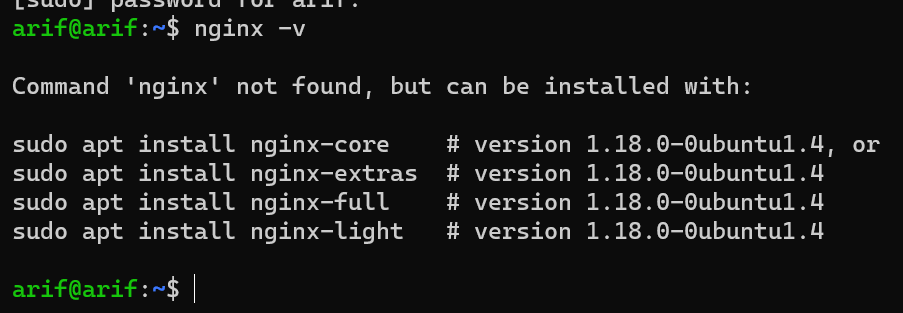 [sudo] password for arif:
arif@arif:~$ nginx -v
Command 'nginx' not found, but can be installed with:
sudo apt install nginx-core    # version 1.18.0-0ubuntu1.4, or
sudo apt install nginx-extras  # version 1.18.0-0ubuntu1.4
sudo apt install nginx-full    # version 1.18.0-0ubuntu1.4
sudo apt install nginx-light   # version 1.18.0-0ubuntu1.4
arif@arif:~$